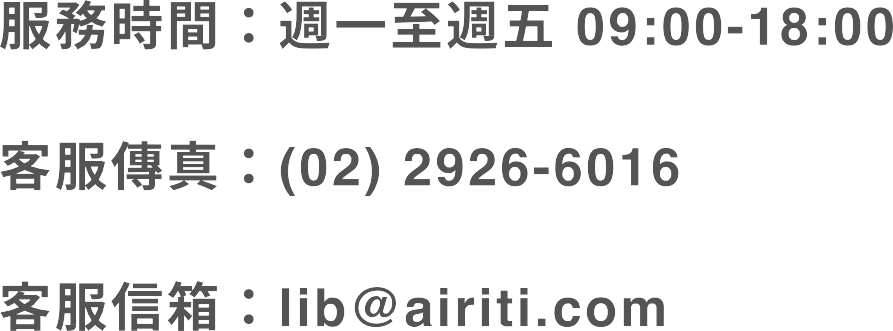 服務時間：週一至週五 09:00-18:00
客服傳真：(02) 2926-6016
客服信箱：lib@airiti.com